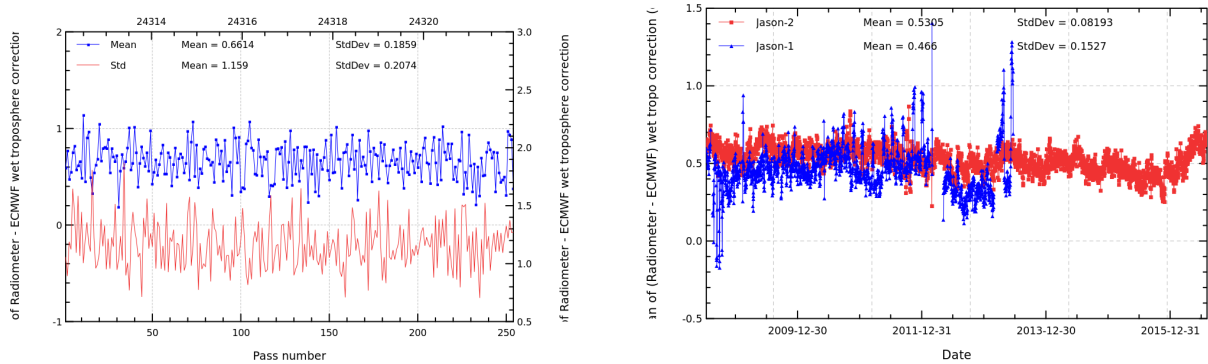 24314 24316 24318 24320
of Radiometer - ECMWF wet troposphere correction
2
1
0
-1
Mean Mean = 0.6614 StdDev = 0.1859
Std Mean = 1.159 StdDev = 0.2074
3.0
2.5
2.0
1.5
1.0
0.5
of Radiometer - ECMWF wet troposphere correction
50 100 150 200 250
Pass number
an of (Radiometer - ECMWF) wet tropo correction (
1.5
1.0
0.5
0.0
-0.5
Jason-2 Mean = 0.5305 StdDev = 0.08193
Jason-1 Mean = 0.466 StdDev = 0.1527
2009-12-30 2011-12-31 2013-12-30 2015-12-31
Date